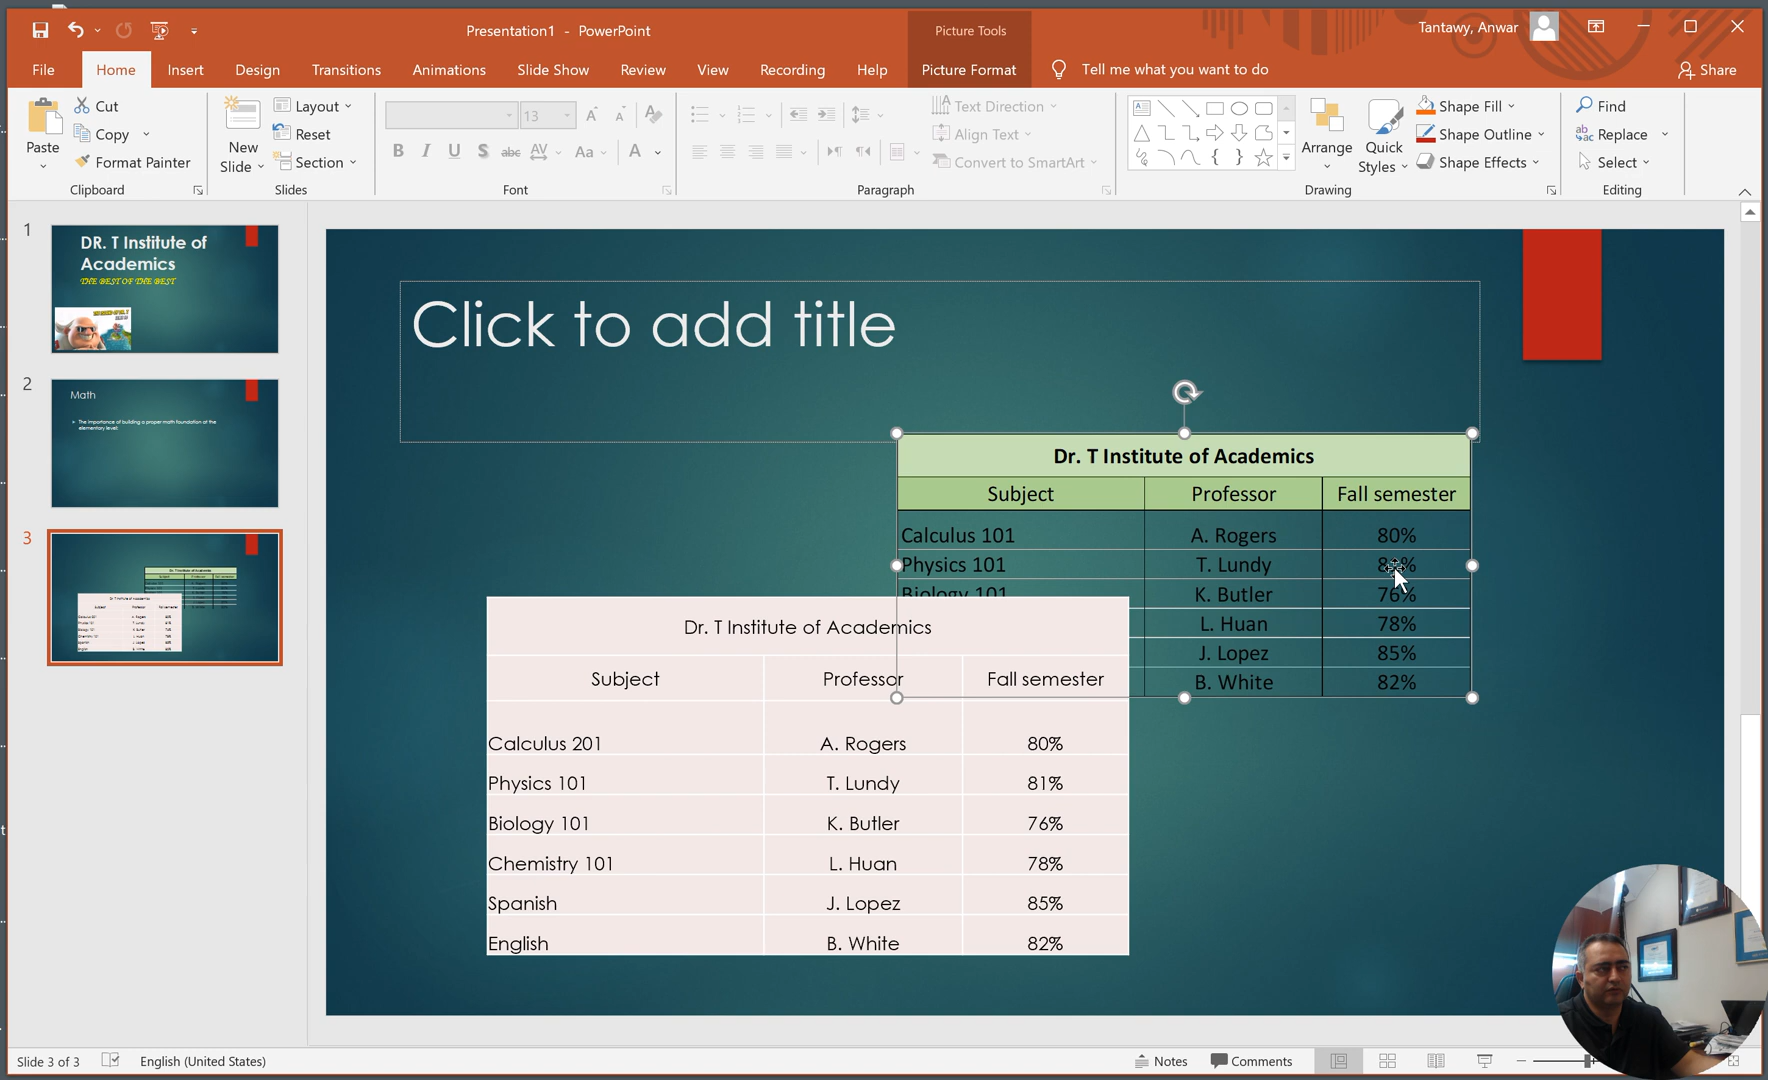 Presentation1 - PowerPoint
Picture Tools
Tantawy, Anwar
File
Home
Insert
Design
Transitions
Animations
Slide Show
Review
View
Recording
Help
Picture Format
Tell me what you want to do
Share
Paste
Cut
Copy
Format Painter
Clipboard
New Slide
Layout
Reset
Section
Slides
13
Font
Text Direction
Align Text
Convert to SmartArt
Paragraph
Arrange
Quick Styles
Shape Fill
Shape Outline
Shape Effects
Drawing
Find
Replace
Select
Editing
1
DR. T Institute of
Academics
THE BEST OF THE BEST
2
Math
The importance of building a proper math foundation at the
elementary level.
3
Click to add title
Dr. T Institute of Academics
Subject Professor Fall semester
Calculus 101 A. Rogers 80%
Physics 101 T. Lundy
Biology 101 K. Butler 76%
L. Huan 78%
J. Lopez 85%
B. White 82%
Dr. T Institute of Academics
Subject Professor Fall semester
Calculus 201 A. Rogers 80%
Physics 101 T. Lundy 81%
Biology 101 K. Butler 76%
Chemistry 101 L. Huan 78%
Spanish J. Lopez 85%
English B. White 82%
Slide 3 of 3
English (United States)
Notes
Comments